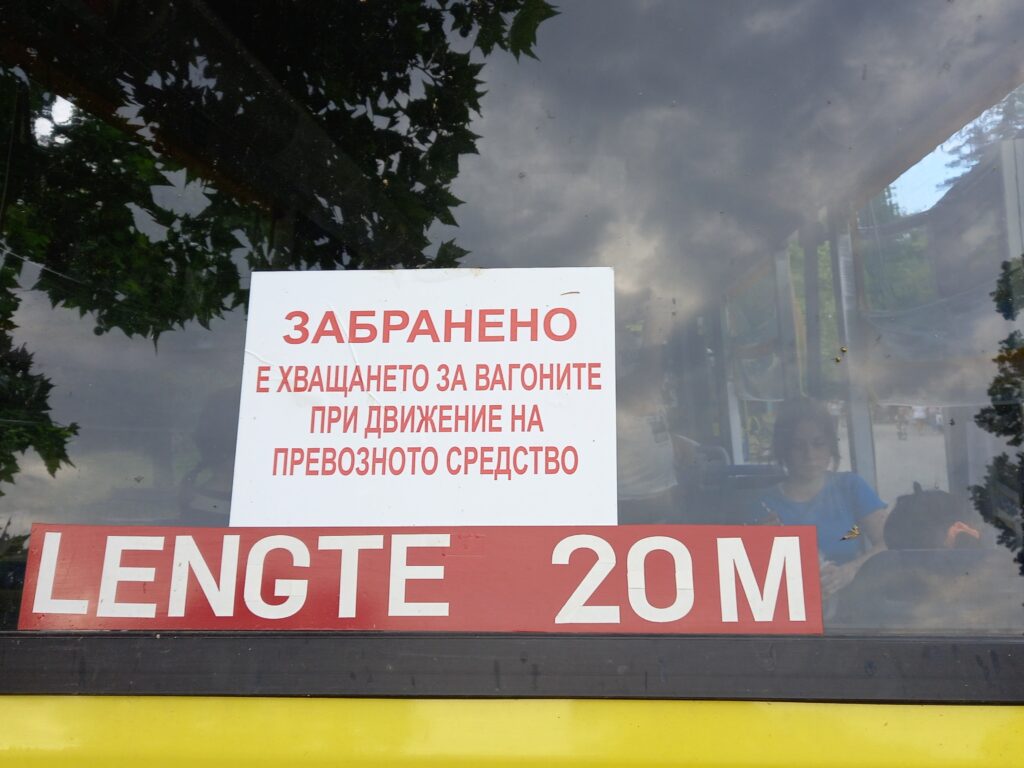 ЗАБРАНЕНО
Е ХВАЩАНЕТО ЗА ВАГОНИТЕ
ПРИ ДВИЖЕНИЕ НА
ПРЕВОЗНОТО СРЕДСТВО
LENGTE 20 M